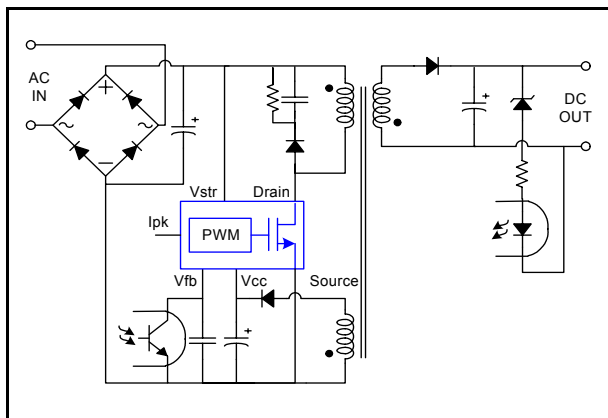 AC
IN
+
~
~
−
+
+
DC
OUT
Vstr
Drain
Ipk
PWM
Vfb
Vcc
Source
+